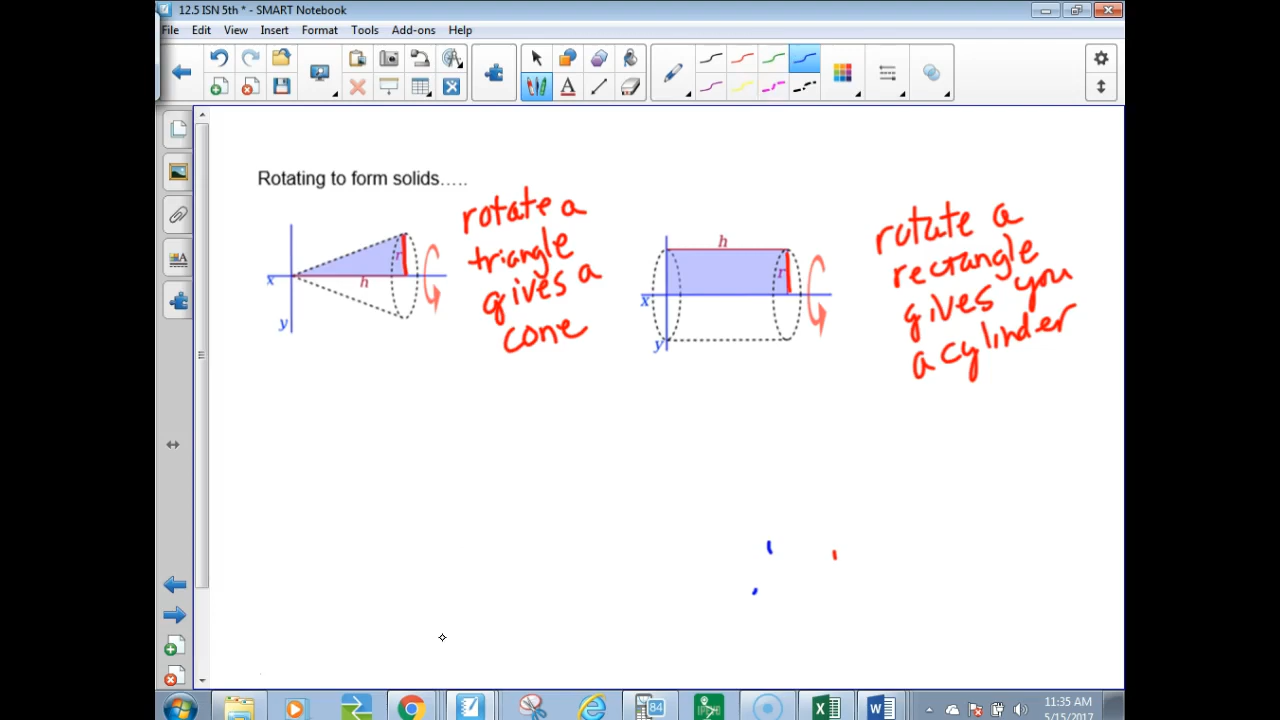 12.5 ISN 5th * - SMART Notebook
File Edit View Insert Format Tools Add-ons Help
Rotating to form solids.....
rotate a
triangle
gives a
cone
r
h
x
y
h
r
x
y
rotate a
rectangle
gives you
a cylinder
84
11:35 AM
5/15/2017